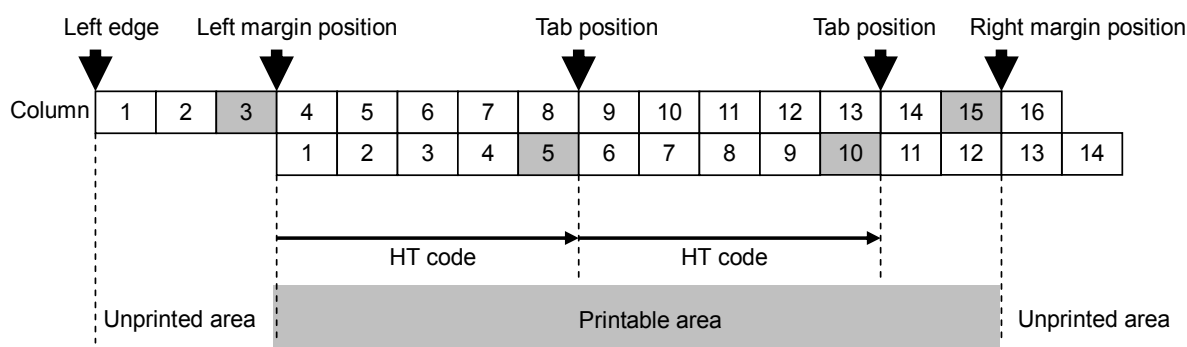 Left edge Left margin position Tab position Tab position Right margin position
Column 1 2 3 4 5 6 7 8 9 10 11 12 13 14 15 16
1 2 3 4 5 6 7 8 9 10 11 12 13 14
HT code HT code
Unprinted area Printable area Unprinted area